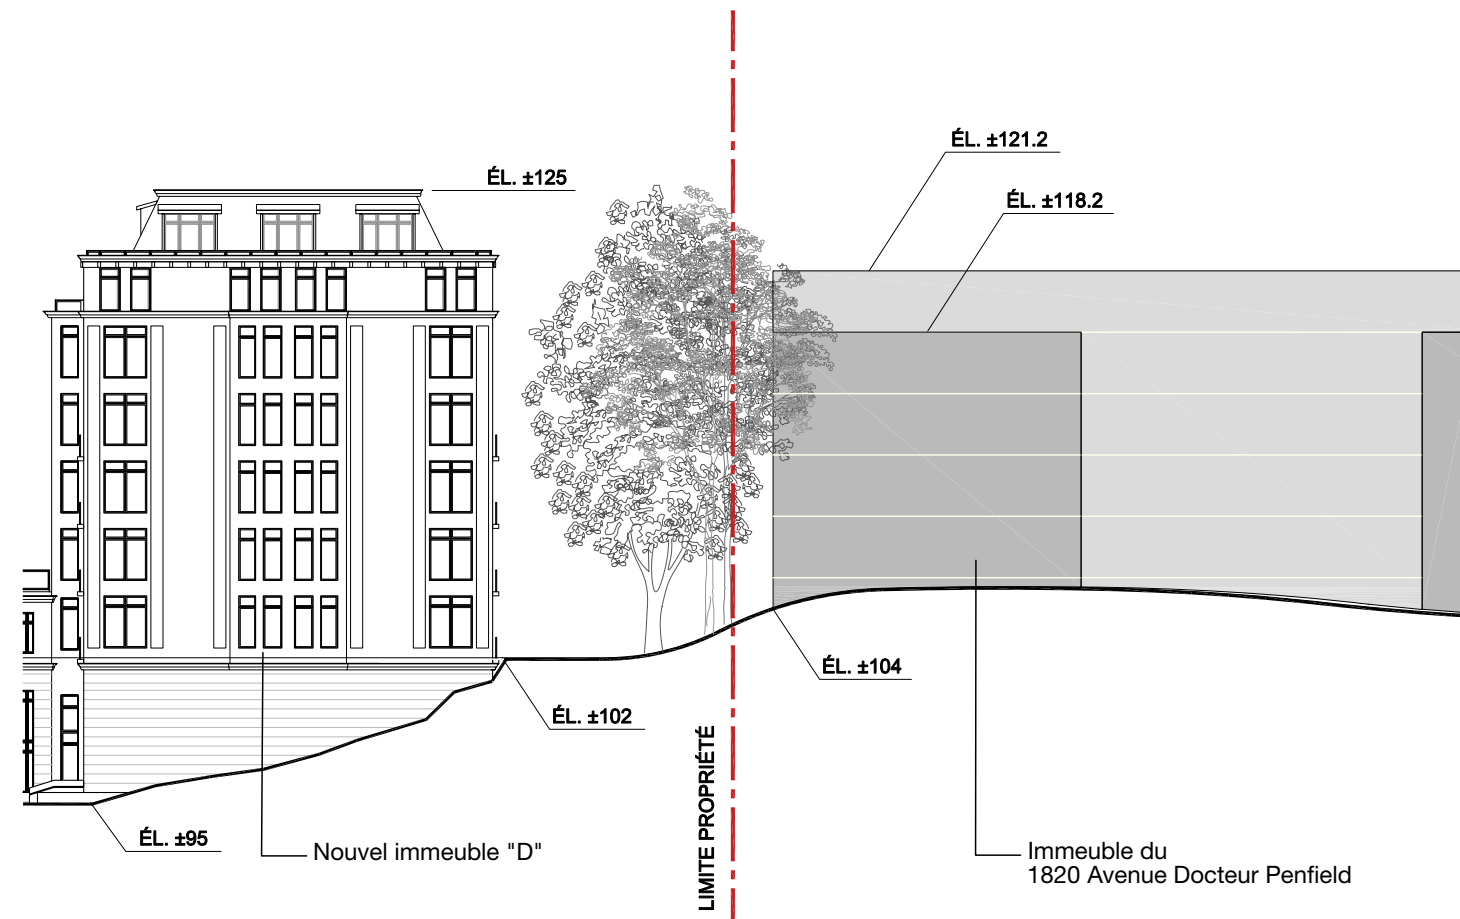 ÉL. ±121.2
ÉL. ±125
ÉL. ±118.2
ÉL. ±104
ÉL. ±102
LIMITE PROPRIÉTÉ
ÉL. ±95
Nouvel immeuble "D"
Immeuble du
1820 Avenue Docteur Penfield